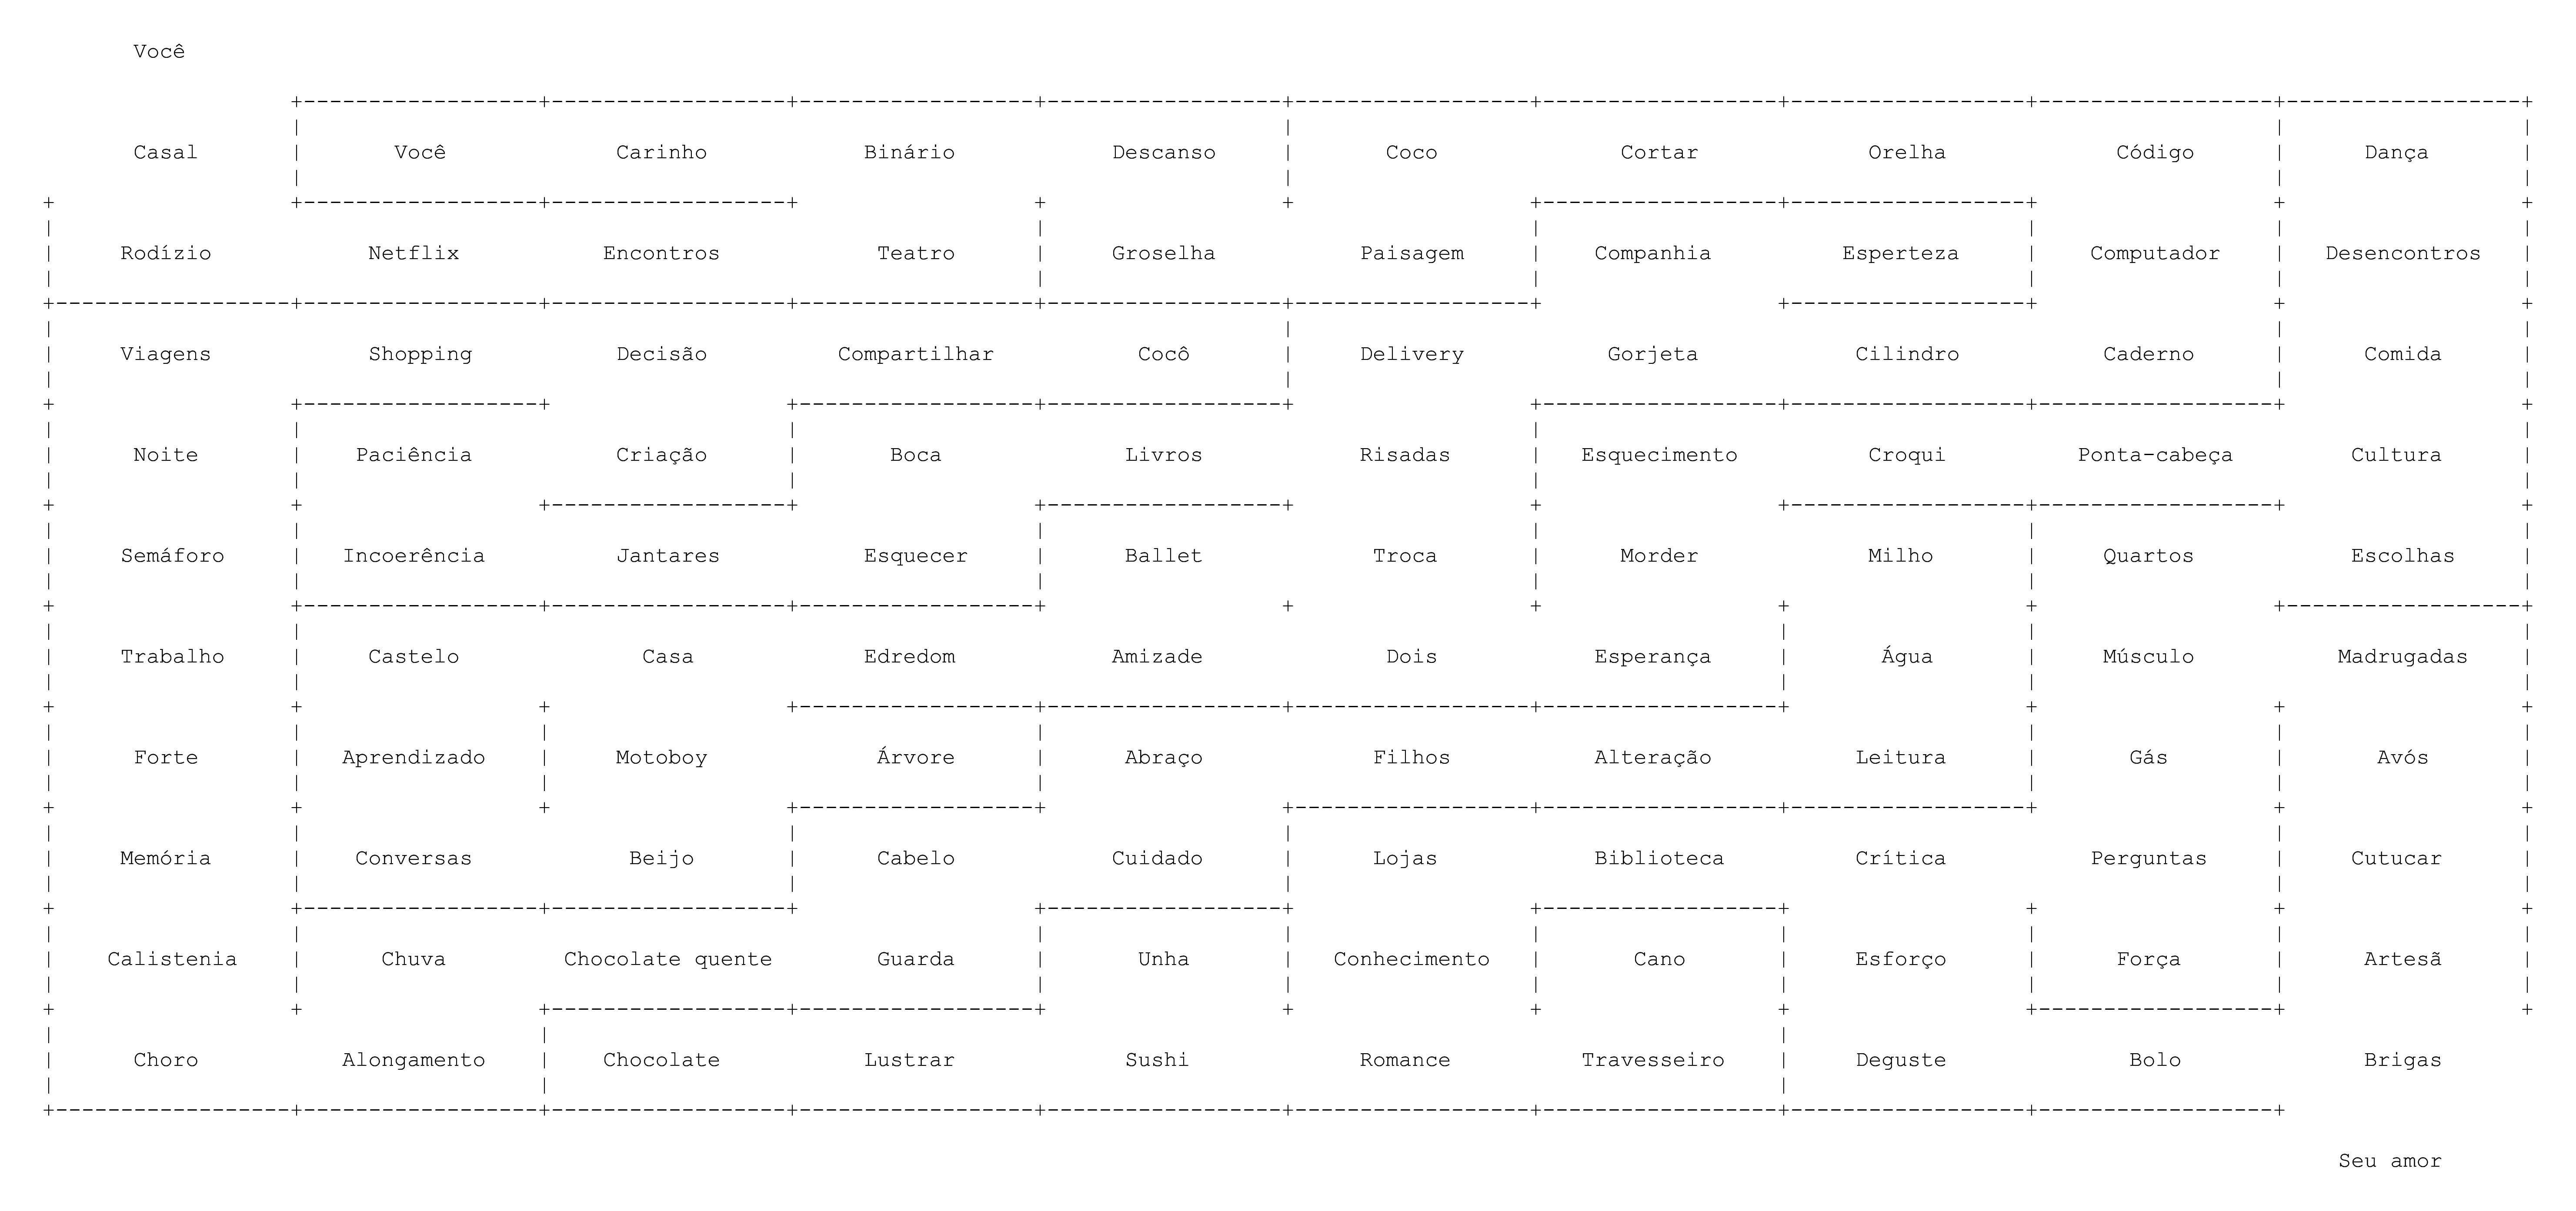 Você
Casal Você Carinho Binário Descanso Coco Cortar Orelha Código Dança
Rodízio Netflix Encontros Teatro Groselha Paisagem Companhia Esperteza Computador Desencontros
Viagens Shopping Decisão Compartilhar Cocô Delivery Gorjeta Cilindro Caderno Comida
Noite Paciência Criação Boca Livros Risadas Esquecimento Croqui Ponta-cabeça Cultura
Semáforo Incoerência Jantares Esquecer Ballet Troca Morder Milho Quartos Escolhas
Trabalho Castelo Casa Edredom Amizade Dois Esperança Água Músculo Madrugadas
Forte Aprendizado Motoboy Árvore Abraço Filhos Alteração Leitura Gás Avós
Memória Conversas Beijo Cabelo Cuidado Lojas Biblioteca Crítica Perguntas Cutucar
Calistenia Chuva Chocolate quente Guarda Unha Conhecimento Cano Esforço Força Artesã
Choro Alongamento Chocolate Lustrar Sushi Romance Travesseiro Deguste Bolo Brigas
Seu amor